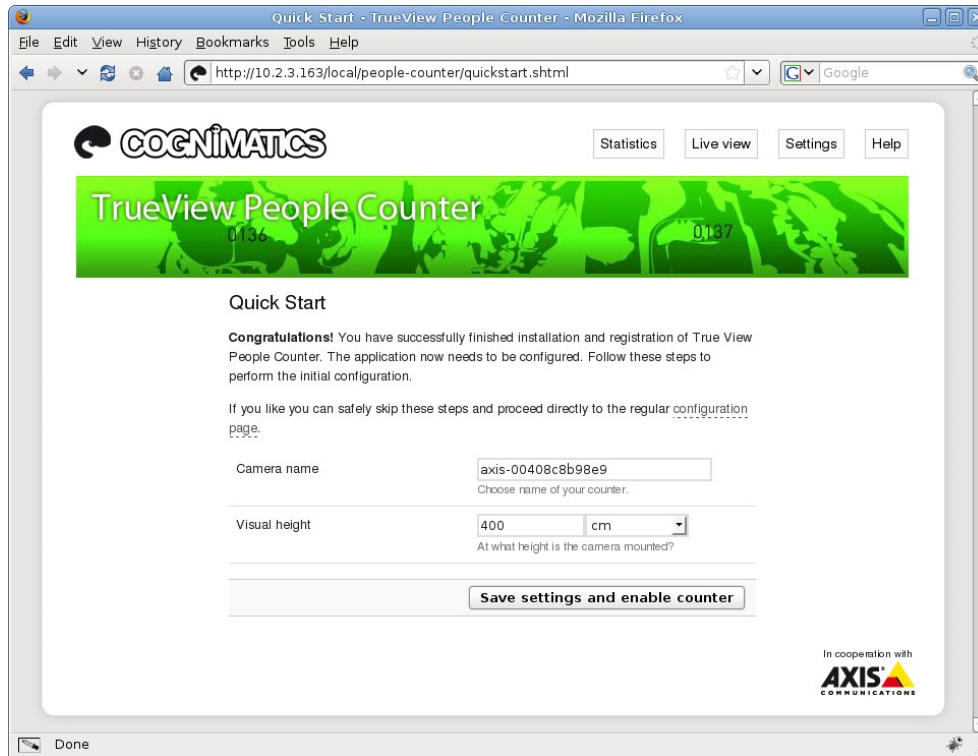 Quick Start - TrueView People Counter - Mozilla Firefox
File Edit View History Bookmarks Tools Help
http://10.2.3.163/local/people-counter/quickstart.shtml
G Google
COGNIMATICS
Statistics Live view Settings Help
TrueView People Counter
0136 0137
Quick Start
Congratulations! You have successfully finished installation and registration of True View
People Counter. The application now needs to be configured. Follow these steps to
perform the initial configuration.
If you like you can safely skip these steps and proceed directly to the regular configuration
page.
Camera name axis-00408c8b98e9
Choose name of your counter.
Visual height 400 cm
At what height is the camera mounted?
Save settings and enable counter
In cooperation with
AXIS
COMMUNICATIONS
Done